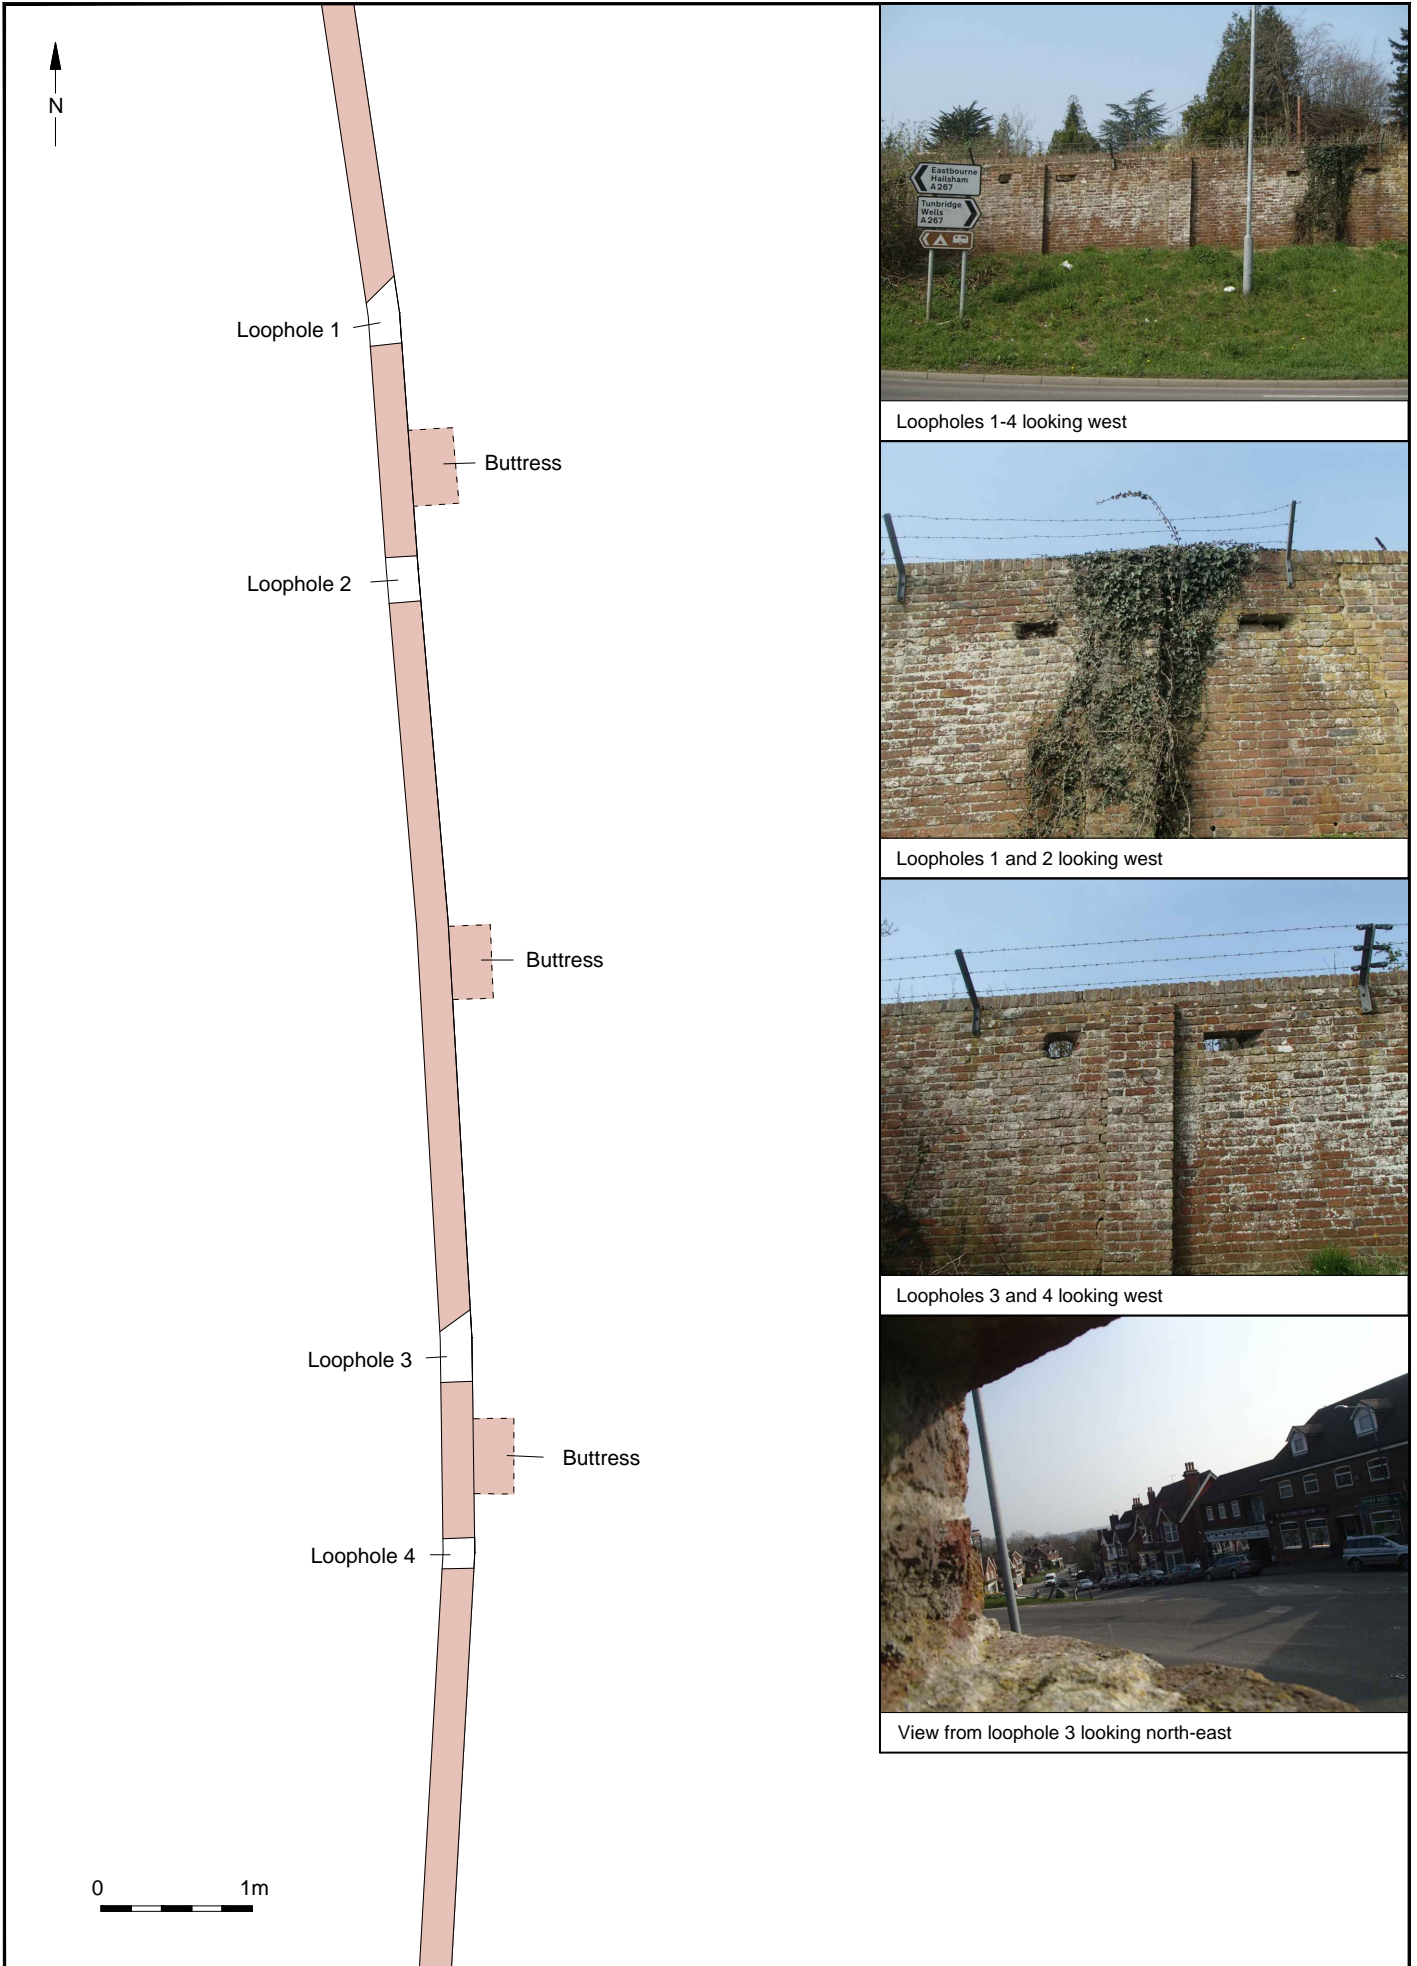 N
Loophole 1
Buttress
Loophole 2
Buttress
Loophole 3
Buttress
Loophole 4
0 1m
Eastbourne
Hailsham
A 267
Tunbridge
Wells
A 267
Loopholes 1-4 looking west
Loopholes 1 and 2 looking west
Loopholes 3 and 4 looking west
View from loophole 3 looking north-east